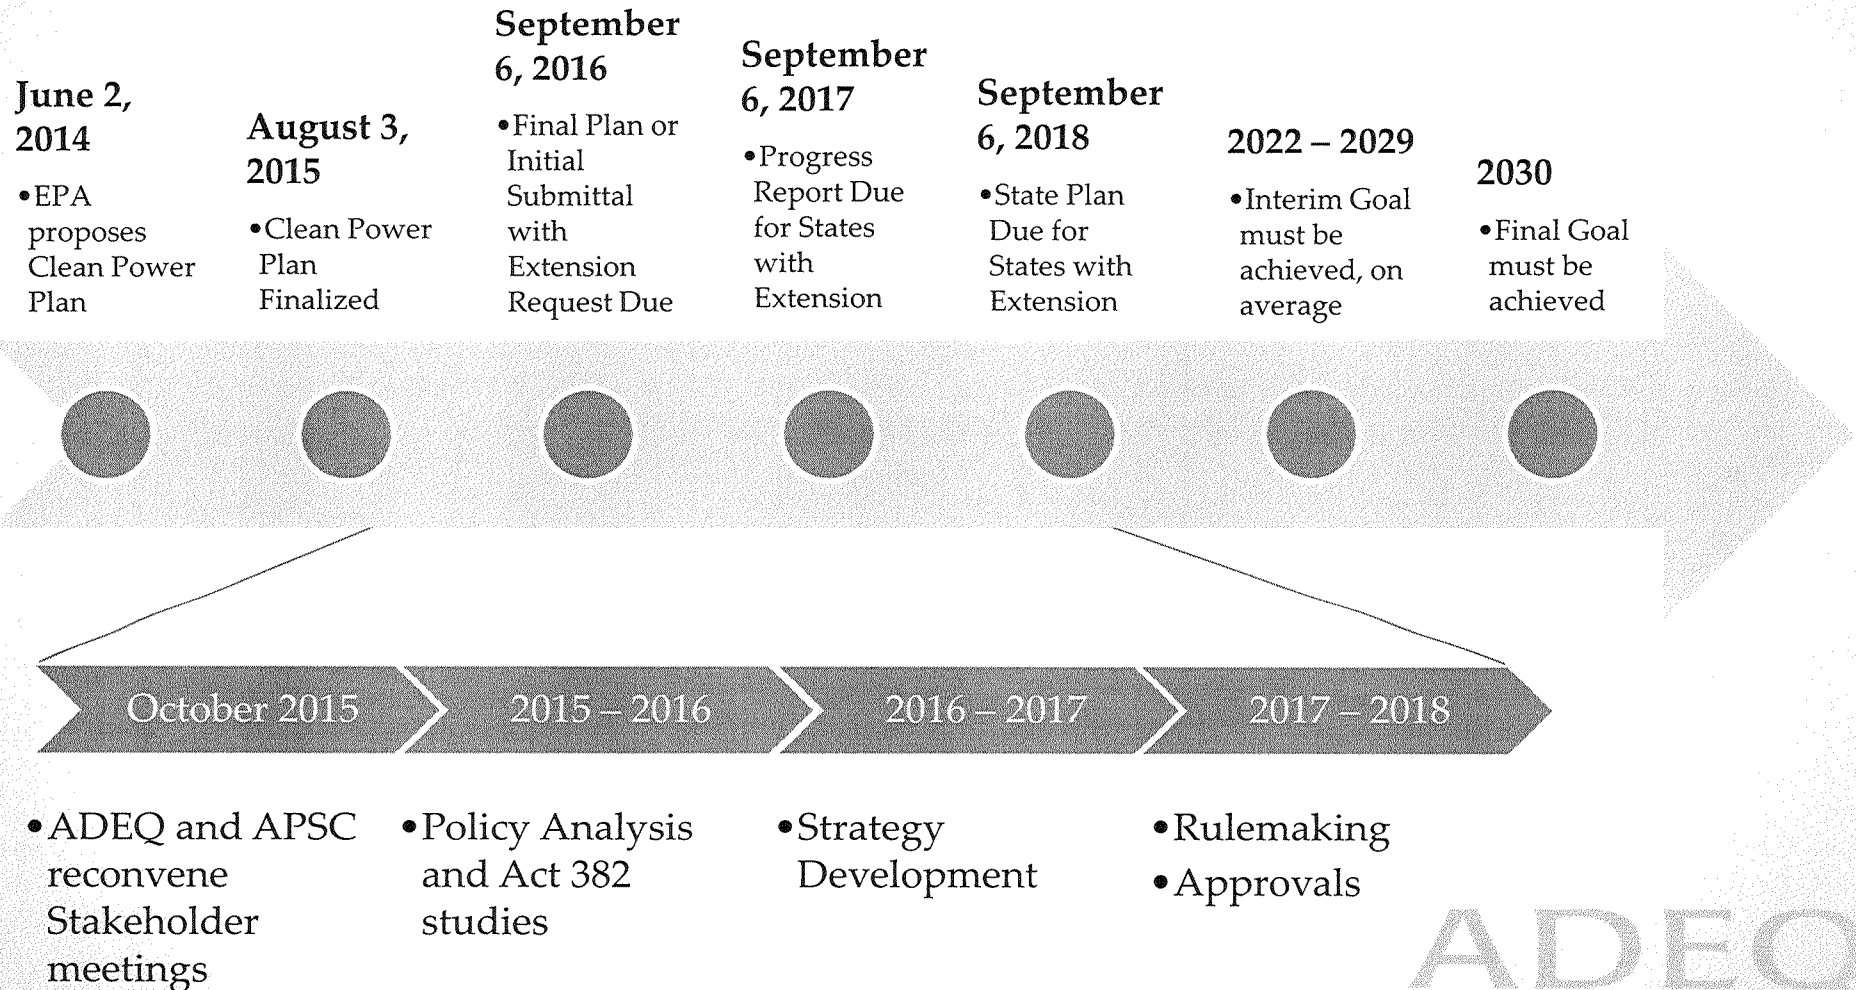 June 2,
2014
•EPA
proposes
Clean Power
Plan
August 3,
2015
•Clean Power
Plan
Finalized
September
6, 2016
•Final Plan or
Initial
Submittal
with
Extension
Request Due
September
6, 2017
•Progress
Report Due
for States
with
Extension
September
6, 2018
•State Plan
Due for
States with
Extension
2022 – 2029
•Interim Goal
must be
achieved, on
average
2030
•Final Goal
must be
achieved
October 2015
•ADEQ and APSC
reconvene
Stakeholder
meetings
2015 – 2016
•Policy Analysis
and Act 382
studies
2016 – 2017
•Strategy
Development
2017 – 2018
•Rulemaking
•Approvals
ADEQ